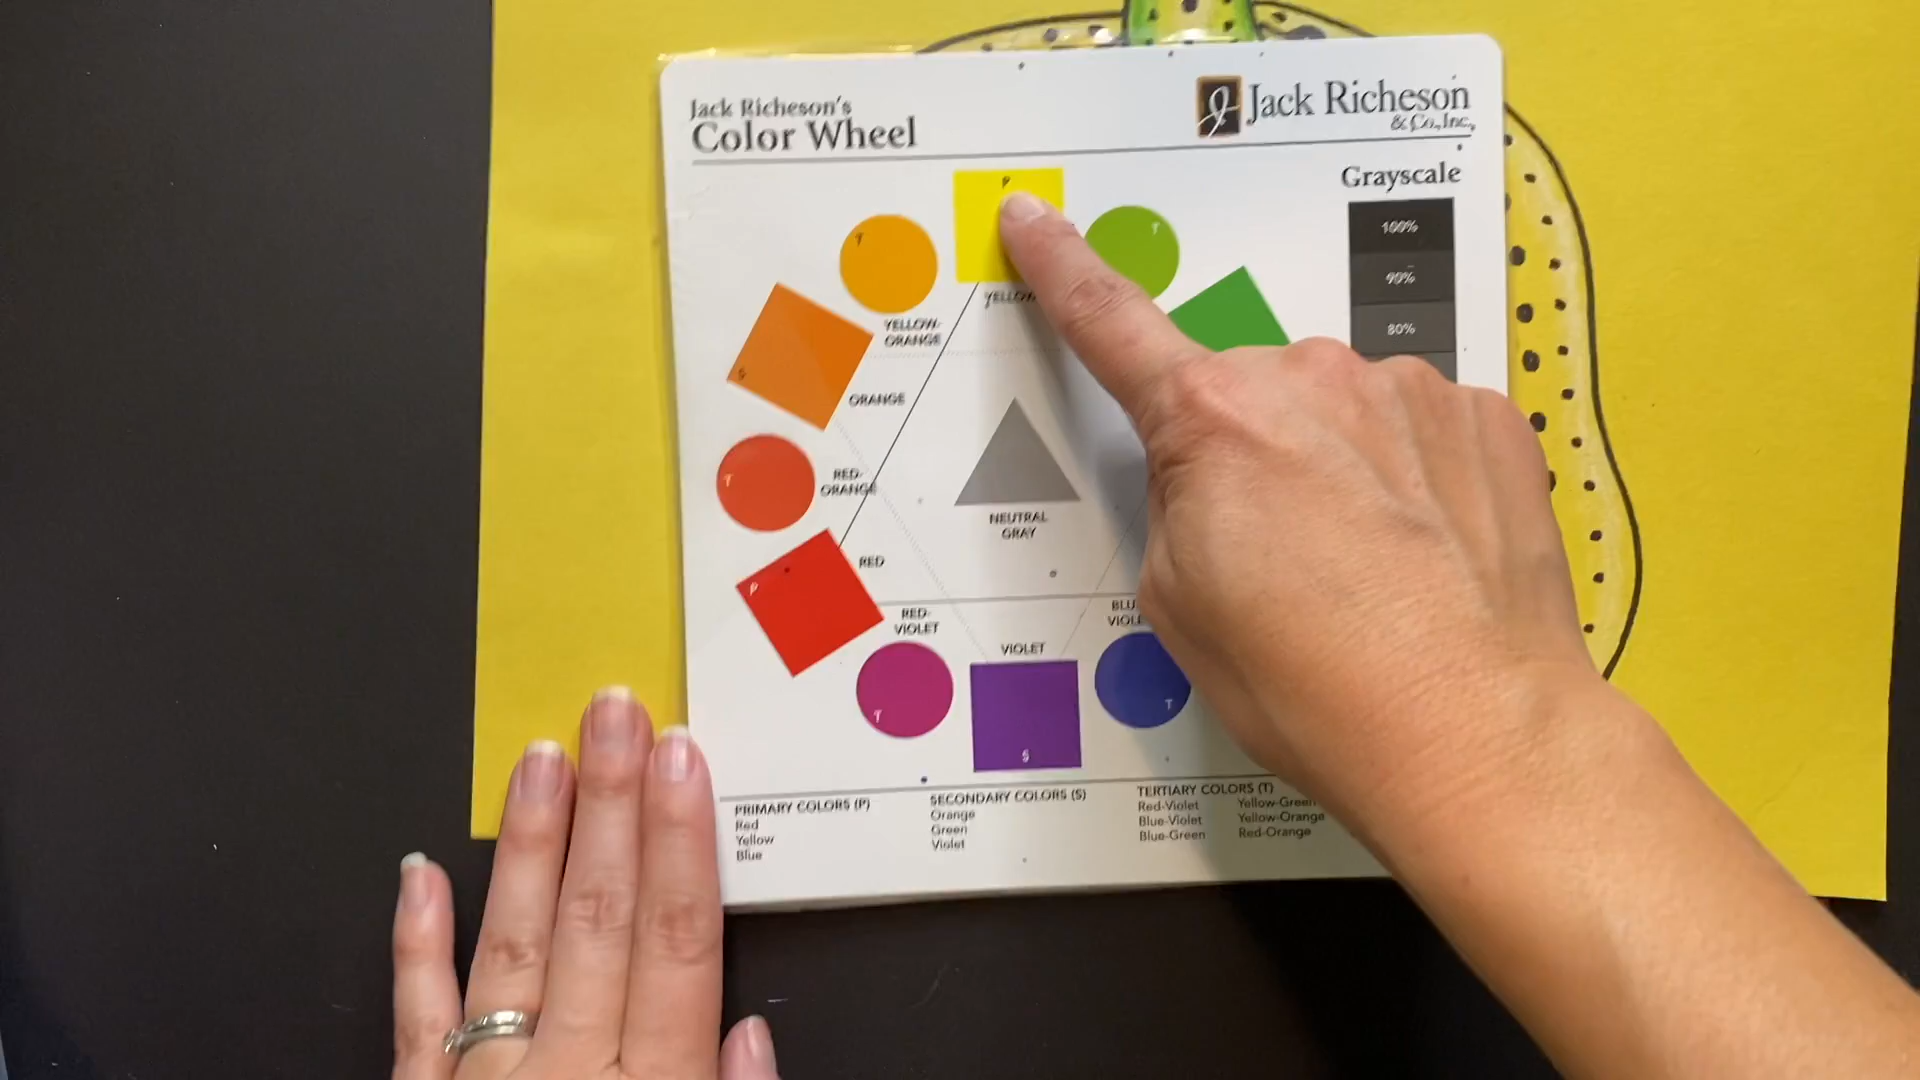 Jack Richeson's
Color Wheel
Jack Richeson
& Co., Inc.
Grayscale
100%
90%
80%
P
YELLOW
T
T
YELLOW-
ORANGE
S
ORANGE
T
RED-
ORANGE
P
RED
NEUTRAL
GRAY
RED-
VIOLET
T
VIOLET
S
T
PRIMARY COLORS (P)
Red
Yellow
Blue
SECONDARY COLORS (S)
Orange
Green
Violet
TERTIARY COLORS (T)
Red-Violet Yellow-Green
Blue-Violet Yellow-Orange
Blue-Green Red-Orange